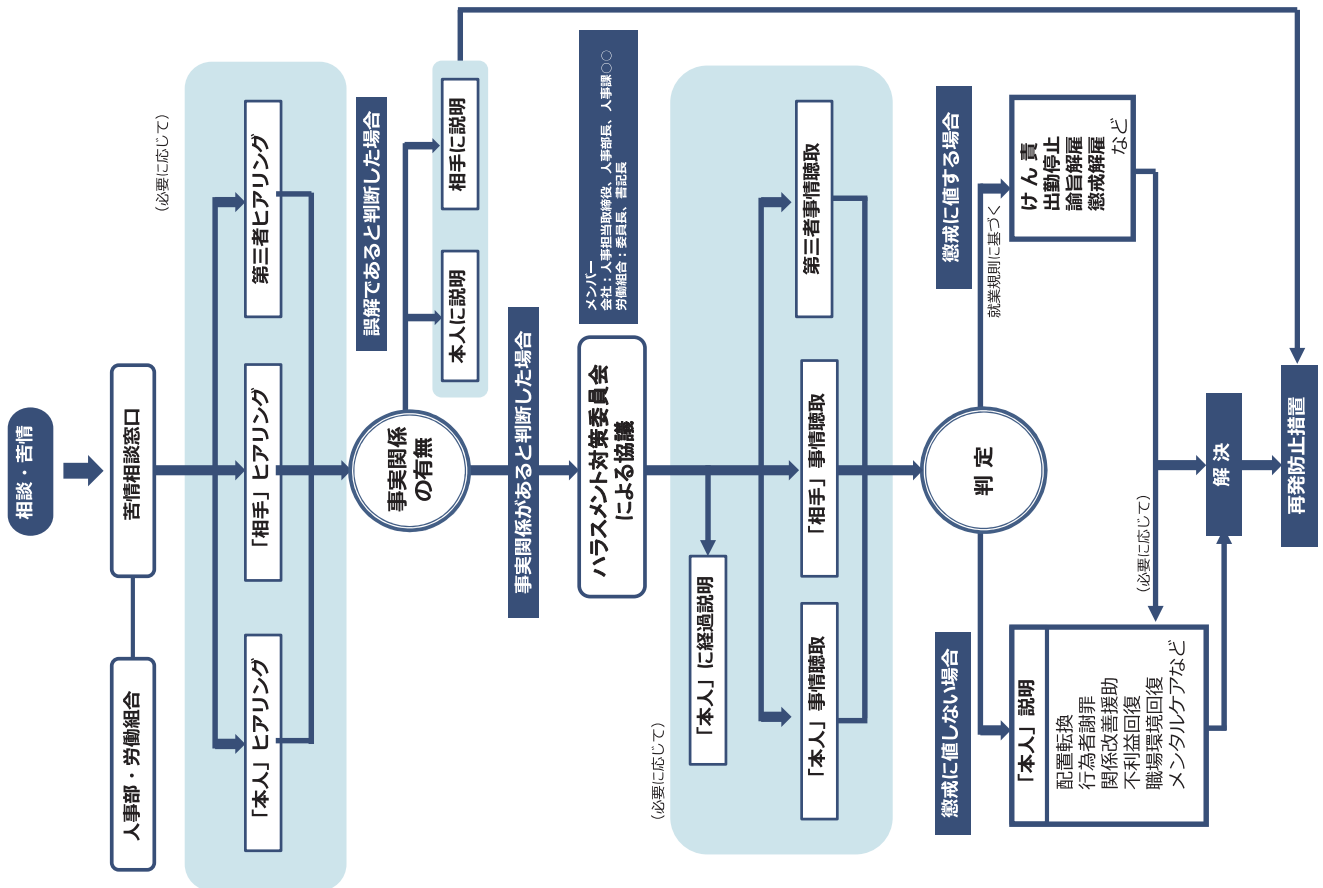 相談・苦情
人事部・労働組合
苦情相談窓口
（必要に応じて）
「本人」ヒアリング
「相手」ヒアリング
第三者ヒアリング
事実関係
の有無
誤解であると判断した場合
本人に説明
相手に説明
事実関係があると判断した場合
ハラスメント対策委員会
による協議
メンバー
会社：人事担当取締役、人事部長、人事課○○
労働組合：委員長、書記長
（必要に応じて）
「本人」に経過説明
「本人」事情聴取
「相手」事情聴取
第三者事情聴取
判 定
懲戒に値しない場合
懲戒に値する場合
就業規則に基づく
「本人」説明
配置転換
行為者謝罪
関係改善援助
不利益回復
職場環境回復
メンタルケアなど
け ん 責
出勤停止
諭旨解雇
懲戒解雇
など
（必要に応じて）
解 決
再発防止措置